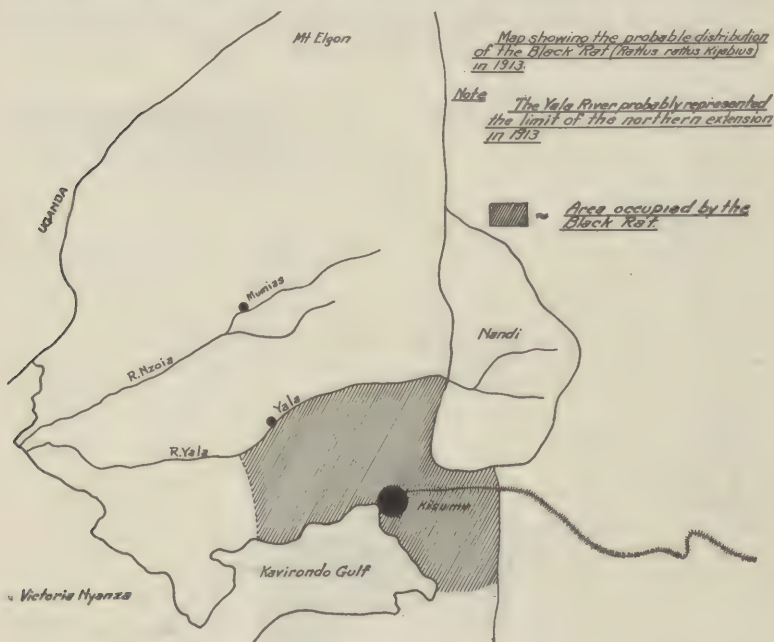 Mt Elgon
Map showing the probable distribution
of the Black Rat (Rattus rattus Kijabius)
in 1913.
Note
The Yala River probably represented
the limit of the northern extension
in 1913
~ Area occupied by the
Black Rat.
UGANDA
Mumias
Nandi
R. Nzoia
Yala
R. Yala
Kisumu
Kavirondo Gulf
Victoria Nyanza